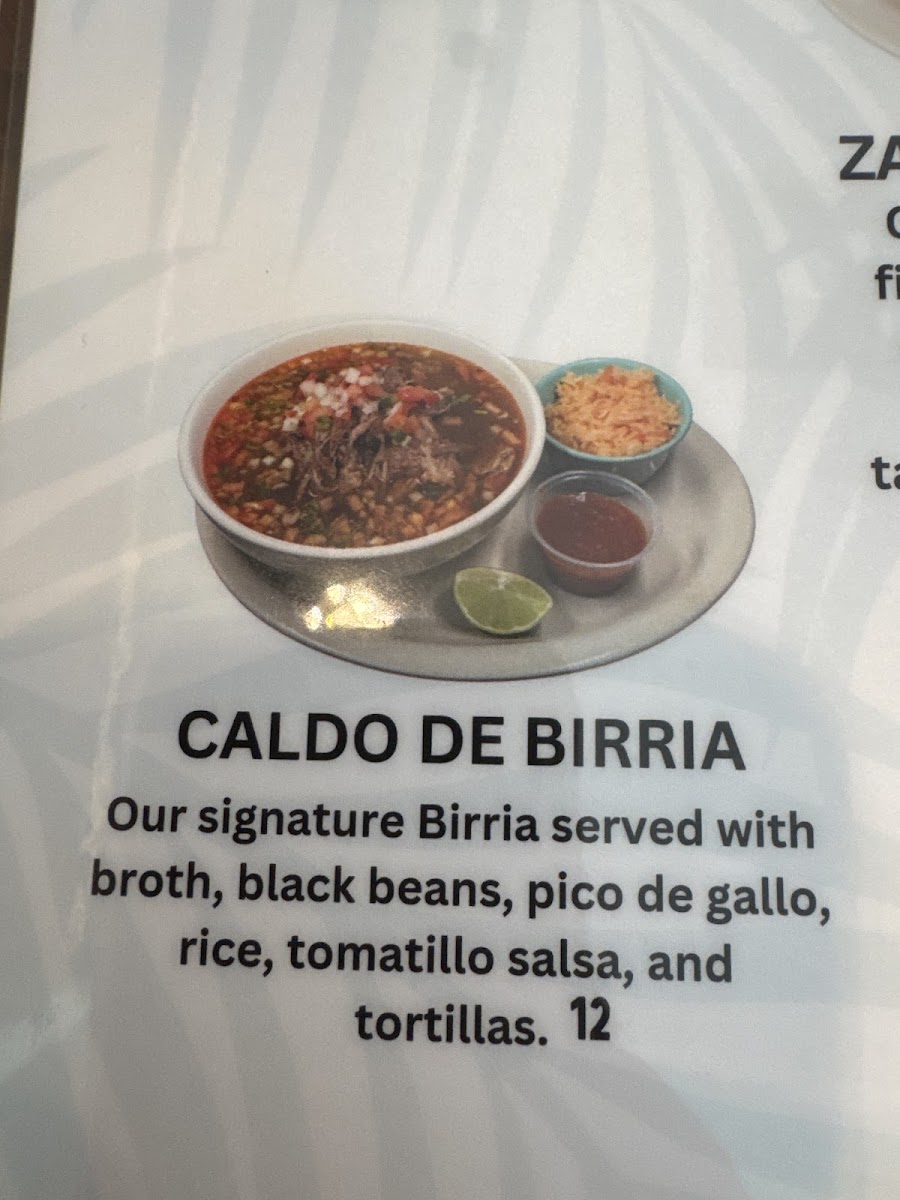 CALDO DE BIRRIA
Our signature Birria served with
broth, black beans, pico de gallo,
rice, tomatillo salsa, and
tortillas. 12